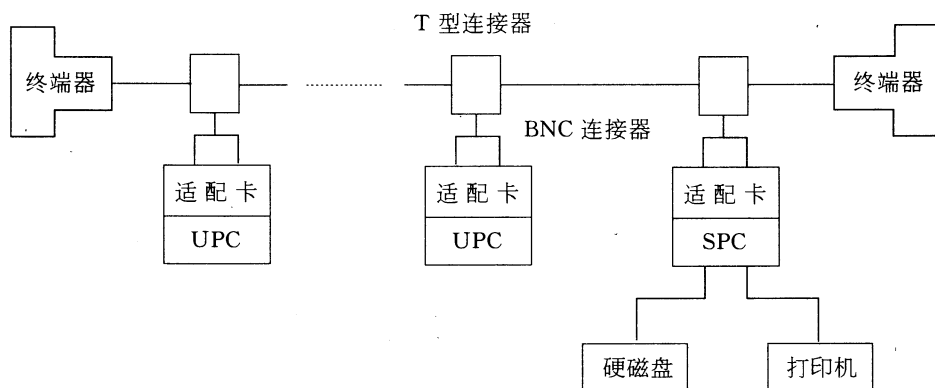 T 型连接器
终端器
终端器
BNC 连接器
适 配 卡
适 配 卡
适 配 卡
UPC
UPC
SPC
硬磁盘
打印机